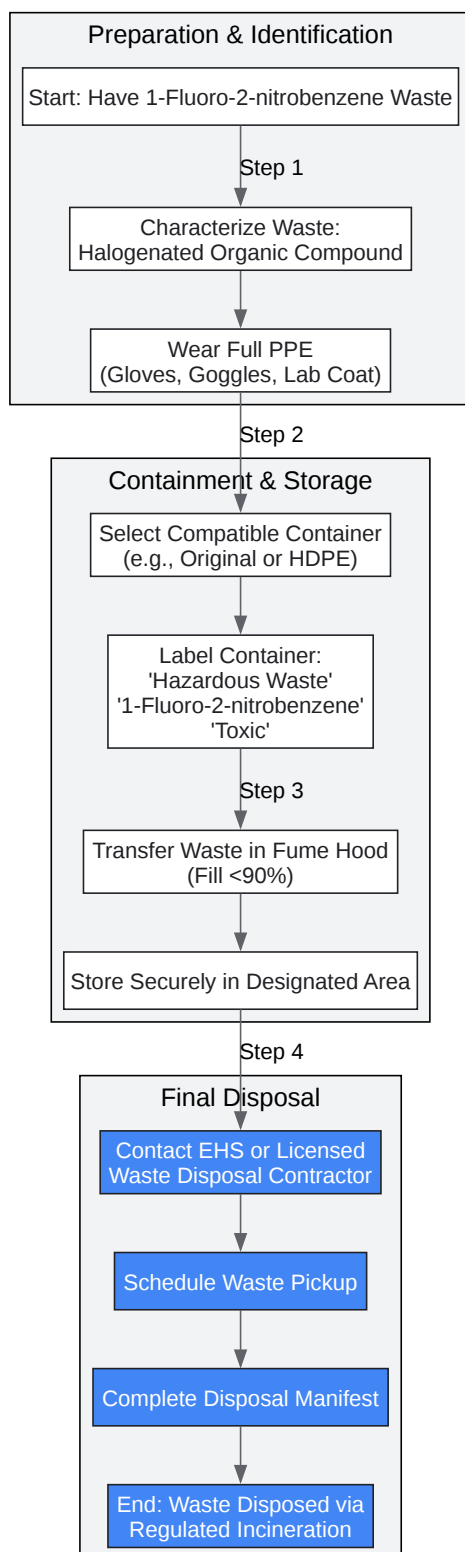 Preparation & Identification
Start: Have 1-Fluoro-2-nitrobenzene Waste
Step 1
Characterize Waste:
Halogenated Organic Compound
Wear Full PPE
(Gloves, Goggles, Lab Coat)
Step 2
Containment & Storage
Select Compatible Container
(e.g., Original or HDPE)
Label Container:
'Hazardous Waste'
'1-Fluoro-2-nitrobenzene'
'Toxic'
Step 3
Transfer Waste in Fume Hood
(Fill <90%)
Store Securely in Designated Area
Step 4
Final Disposal
Contact EHS or Licensed
Waste Disposal Contractor
Schedule Waste Pickup
Complete Disposal Manifest
End: Waste Disposed via
Regulated Incineration